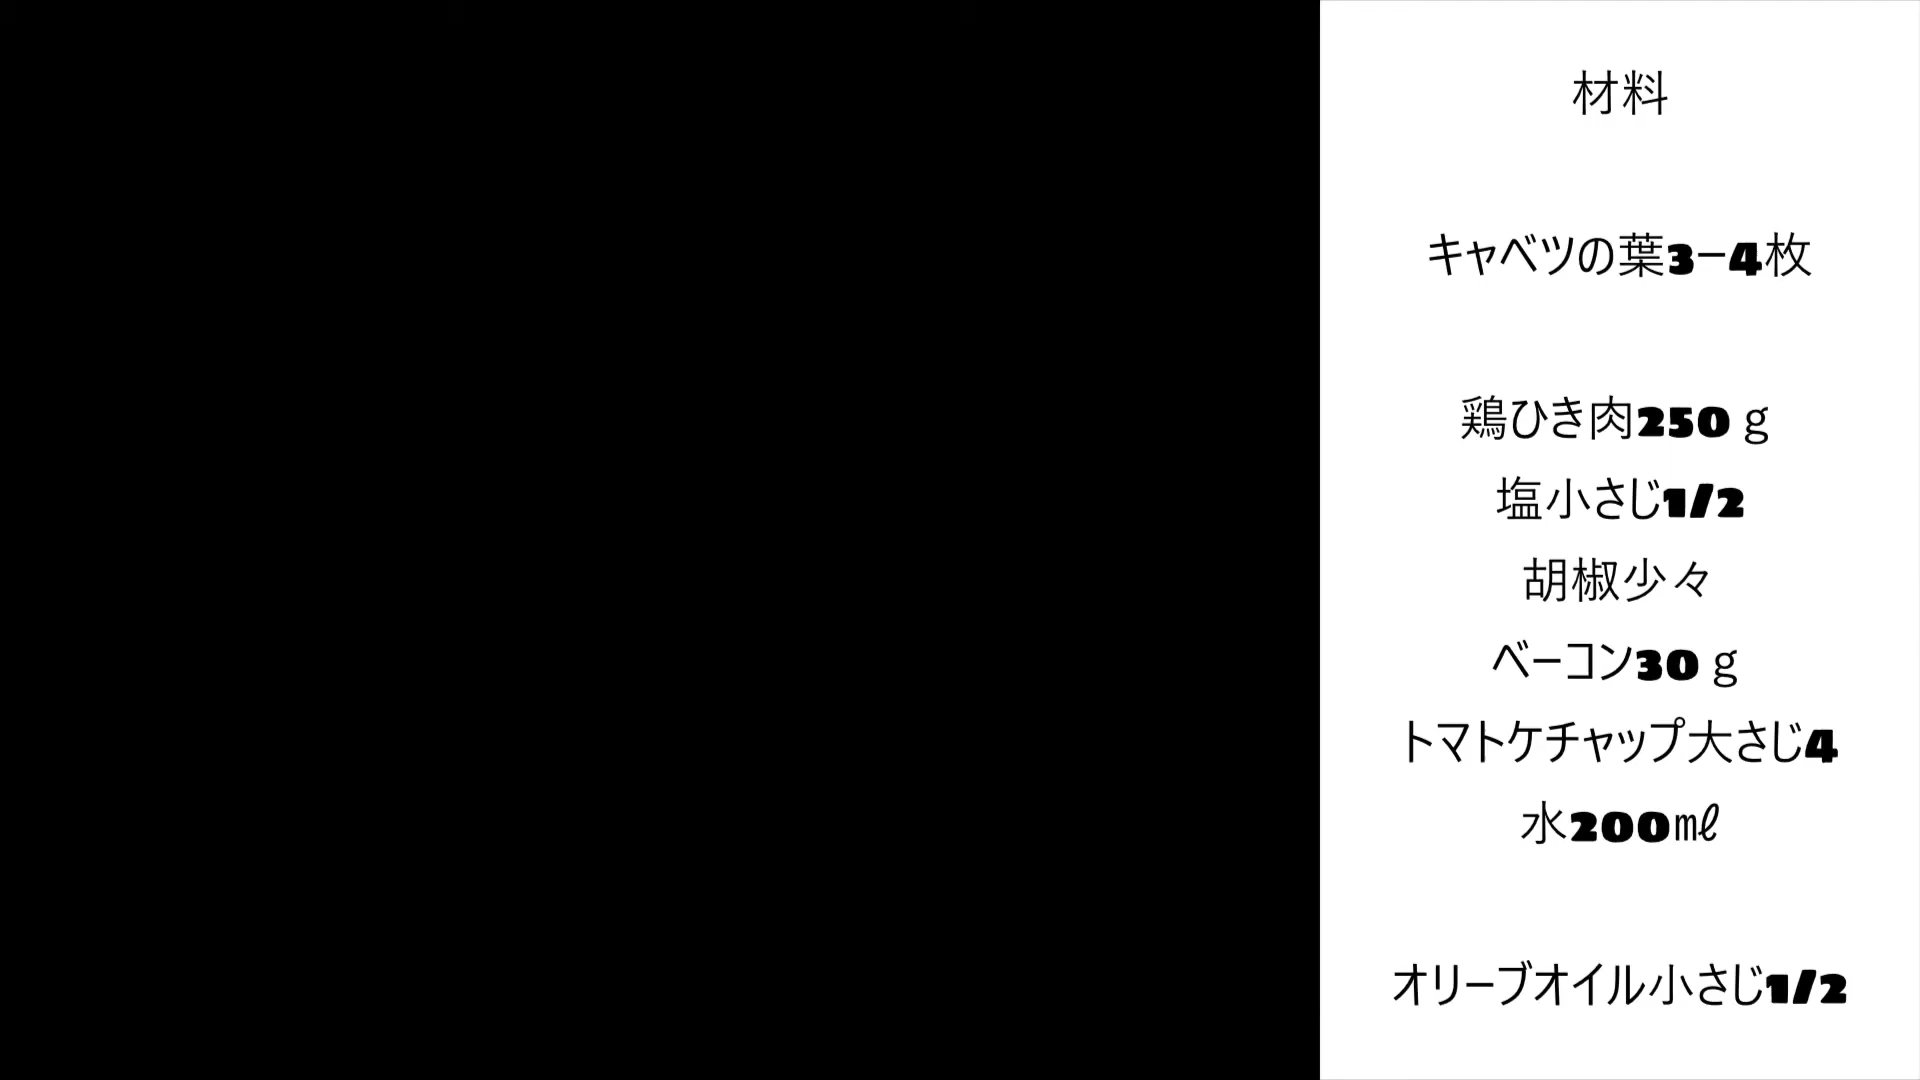 材料
キャベツの葉3−4枚
鶏ひき肉250ｇ
塩小さじ1/2
胡椒少々
ベーコン30ｇ
トマトケチャップ大さじ4
水200㎖
オリーブオイル小さじ1/2